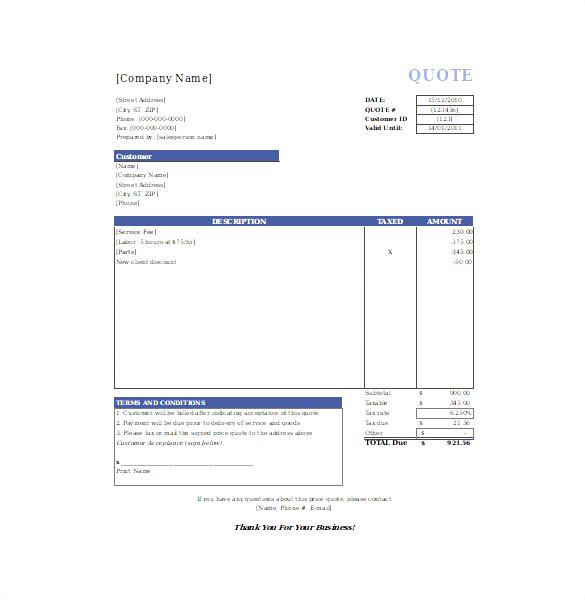 [Company Name]
QUOTE
[Street Address]
[City, ST ZIP]
Phone: [000-000-0000]
Fax: [000-000-0000]
Prepared by: [salesperson name]
DATE: 15/12/2010
QUOTE # [123456]
Customer ID [123]
Valid Until: 14/01/2011
Customer
[Name]
[Company Name]
[Street Address]
[City, ST ZIP]
[Phone]
DESCRIPTION TAXED AMOUNT
[Service Fee] 230.00
[Labor: 5 hours at $75/hr] 375.00
[Parts] X 345.00
New client discount -50.00
Subtotal $ 900.00
Taxable $ 345.00
Tax rate 6.250%
Tax due $ 21.56
Other $ -
TOTAL Due $ 921.56
TERMS AND CONDITIONS
1. Customer will be billed after indicating acceptance of this quote
2. Payment will be due prior to delivery of service and goods
3. Please fax or mail the signed price quote to the address above
Customer Acceptance (sign below):
x ________________________________
Print Name:
If you have any questions about this price quote, please contact
[Name, Phone #, E-mail]
Thank You For Your Business!